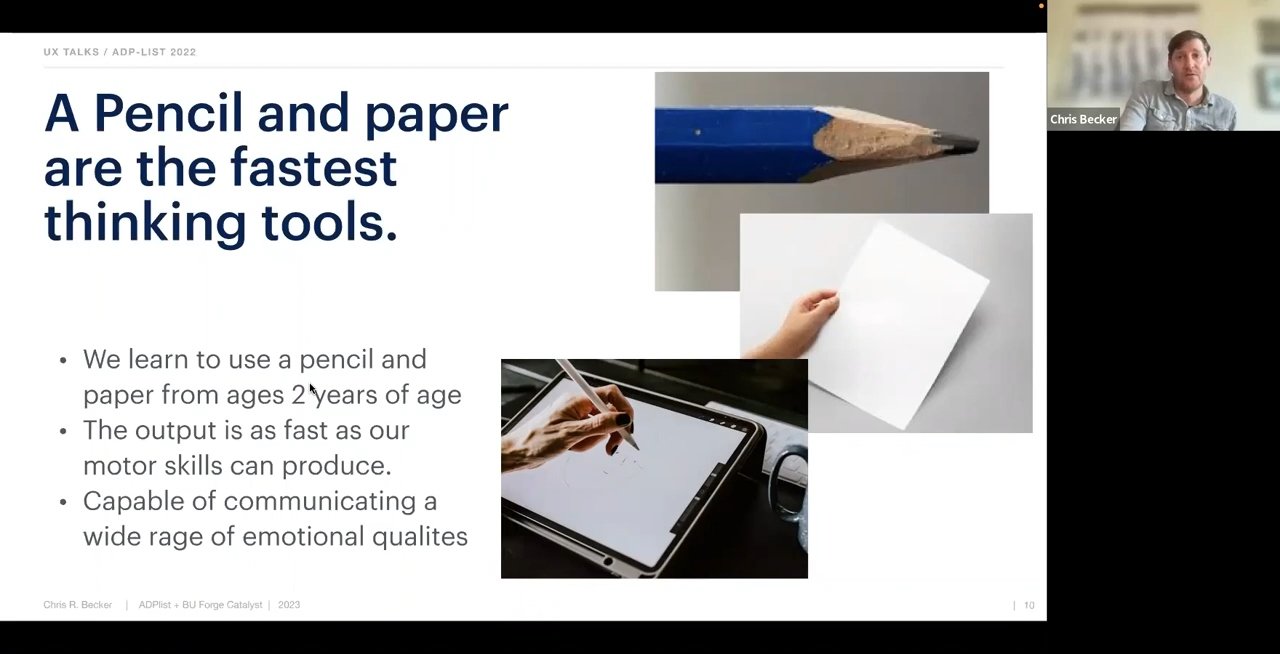 UX TALKS / ADP-LIST 2022
A Pencil and paper
are the fastest
thinking tools.
• We learn to use a pencil and
paper from ages 2 years of age
• The output is as fast as our
motor skills can produce.
• Capable of communicating a
wide rage of emotional qualites
Chris R. Becker | ADPlist + BU Forge Catalyst | 2023
| 10
Chris Becker